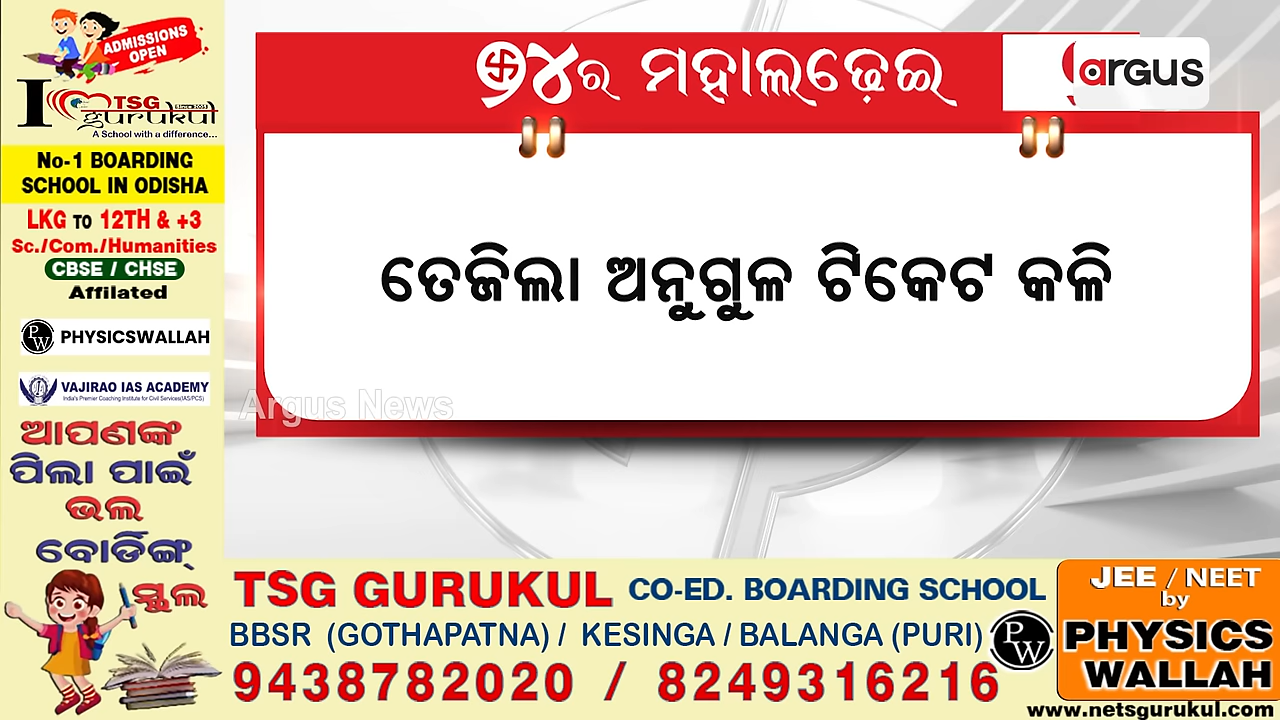 ADMISSIONS
OPEN
I
TSG
Since 2053
gurukul
A School with a difference...
No-1 BOARDING
SCHOOL IN ODISHA
LKG TO 12TH & +3
Sc./Com./Humanities
CBSE / CHSE
Affilated
PW PHYSICSWALLAH
VAJIRAO IAS ACADEMY
India's Premier Coaching Institute for Civil Services(IAS/PCS)
ଆପଣଙ୍କ
ପିଲା ପାଇଁ
ଭଲ
ବୋର୍ଡିଙ୍ଗ୍
ସ୍କୁଲ
୨୪ର ମହାଲଢ଼େଇ
argus
"
"
ତେଜିଲା ଅନୁଗୁଳ ଟିକେଟ କଳି
Argus News
TSG GURUKUL CO-ED. BOARDING SCHOOL
BBSR (GOTHAPATNA) / KESINGA / BALANGA (PURI)
9438782020 / 8249316216
JEE / NEET
by
PW PHYSICS
WALLAH
www.netsgurukul.com